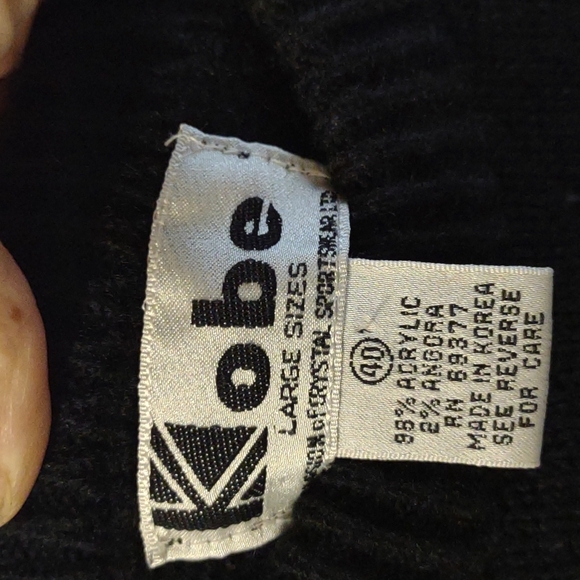 Kobe
LARGE SIZES
OF CRYSTAL SPORTSWEAR LTD
40
98% ACRYLIC
2% ANGORA
RN 69377
MADE IN KOREA
SEE REVERSE
FOR CARE